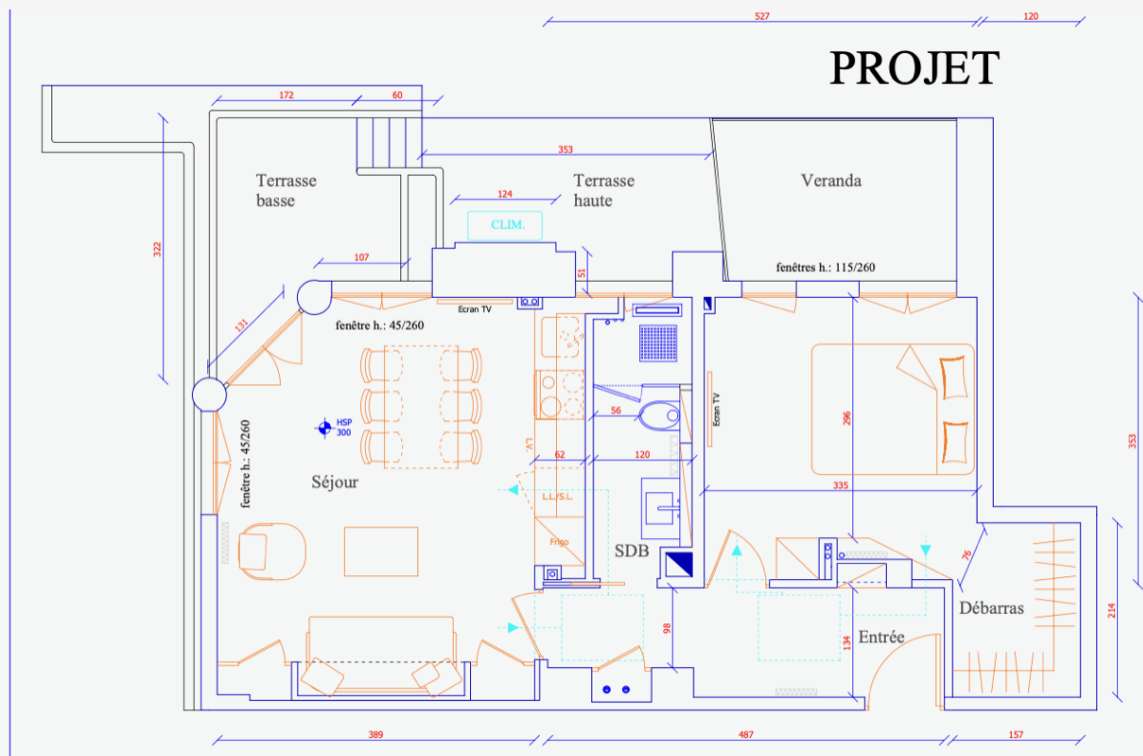 527
120
PROJET
172
60
353
Terrasse
basse
Terrasse
haute
Veranda
124
CLIM.
322
107
51
fenêtres h.: 115/260
Ecran TV
fenêtre h.: 45/260
131
HSP
300
fenêtre h.: 45/260
Séjour
56
Ecran TV
296
353
L.V.
62
120
335
L.L./S.L.
Frigo
SDB
76
Débarras
214
98
134
Entrée
389
487
157